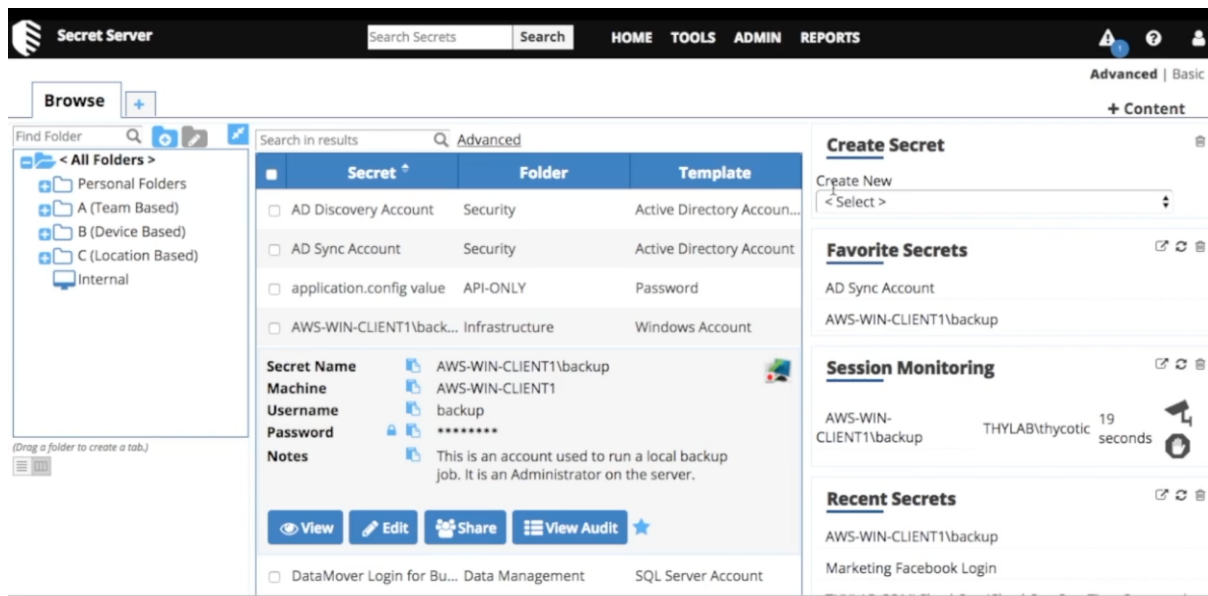 Secret Server
Search Secrets Search HOME TOOLS ADMIN REPORTS
Advanced | Basic
Browse +
+ Content
Find Folder
< All Folders >
Personal Folders
A (Team Based)
B (Device Based)
C (Location Based)
Internal
(Drag a folder to create a tab.)
Search in results Advanced
Secret Folder Template
AD Discovery Account Security Active Directory Accoun...
AD Sync Account Security Active Directory Account
application.config value API-ONLY Password
AWS-WIN-CLIENT1\back... Infrastructure Windows Account
Secret Name AWS-WIN-CLIENT1\backup
Machine AWS-WIN-CLIENT1
Username backup
Password ********
Notes This is an account used to run a local backup
job. It is an Administrator on the server.
View Edit Share View Audit
DataMover Login for Bu... Data Management SQL Server Account
Create Secret
Create New
< Select >
Favorite Secrets
AD Sync Account
AWS-WIN-CLIENT1\backup
Session Monitoring
AWS-WIN-
CLIENT1\backup THYLAB\thycotic 19
seconds
Recent Secrets
AWS-WIN-CLIENT1\backup
Marketing Facebook Login